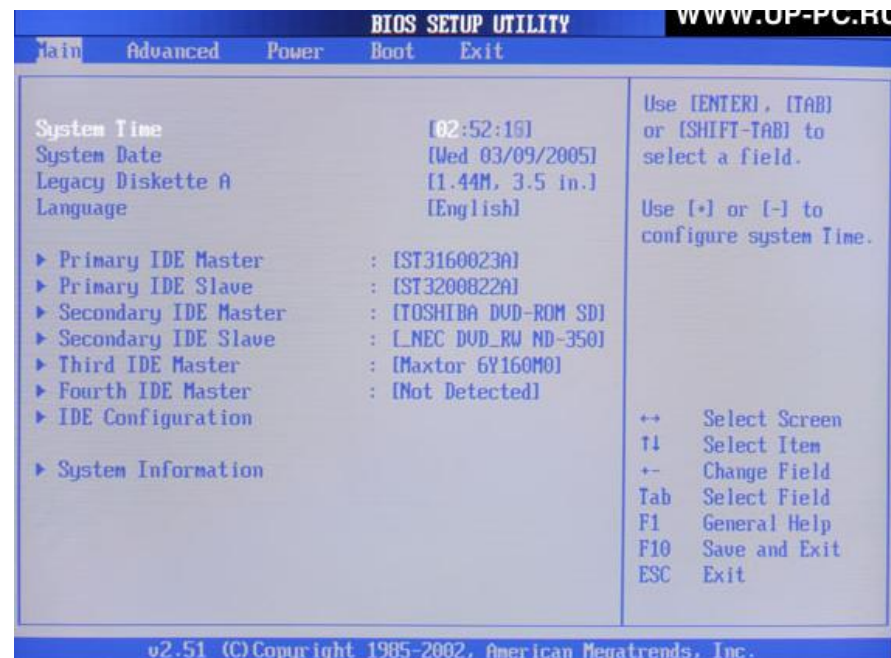 BIOS SETUP UTILITY
WWW.UP-PC.RU
Main Advanced Power Boot Exit
System Time [02:52:16]
System Date [Wed 03/09/2005]
Legacy Diskette A [1.44M, 3.5 in.]
Language [English]
▶ Primary IDE Master : [ST3160023A]
▶ Primary IDE Slave : [ST3200822A]
▶ Secondary IDE Master : [TOSHIBA DVD-ROM SD]
▶ Secondary IDE Slave : [_NEC DVD_RW ND-350]
▶ Third IDE Master : [Maxtor 6Y160M0]
▶ Fourth IDE Master : [Not Detected]
▶ IDE Configuration
▶ System Information
Use [ENTER], [TAB]
or [SHIFT-TAB] to
select a field.
Use [+] or [-] to
configure system Time.
↔ Select Screen
↑↓ Select Item
+- Change Field
Tab Select Field
F1 General Help
F10 Save and Exit
ESC Exit
v2.51 (C)Copyright 1985-2002, American Megatrends, Inc.